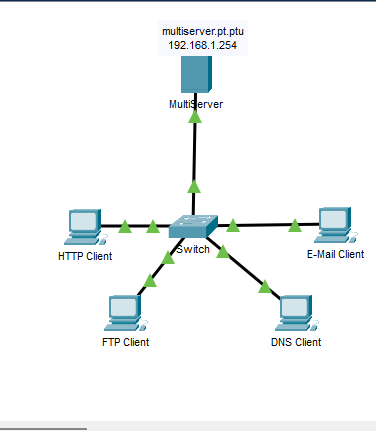 multiserver.pt.ptu
192.168.1.254
MultiServer
Switch
HTTP Client
E-Mail Client
FTP Client
DNS Client